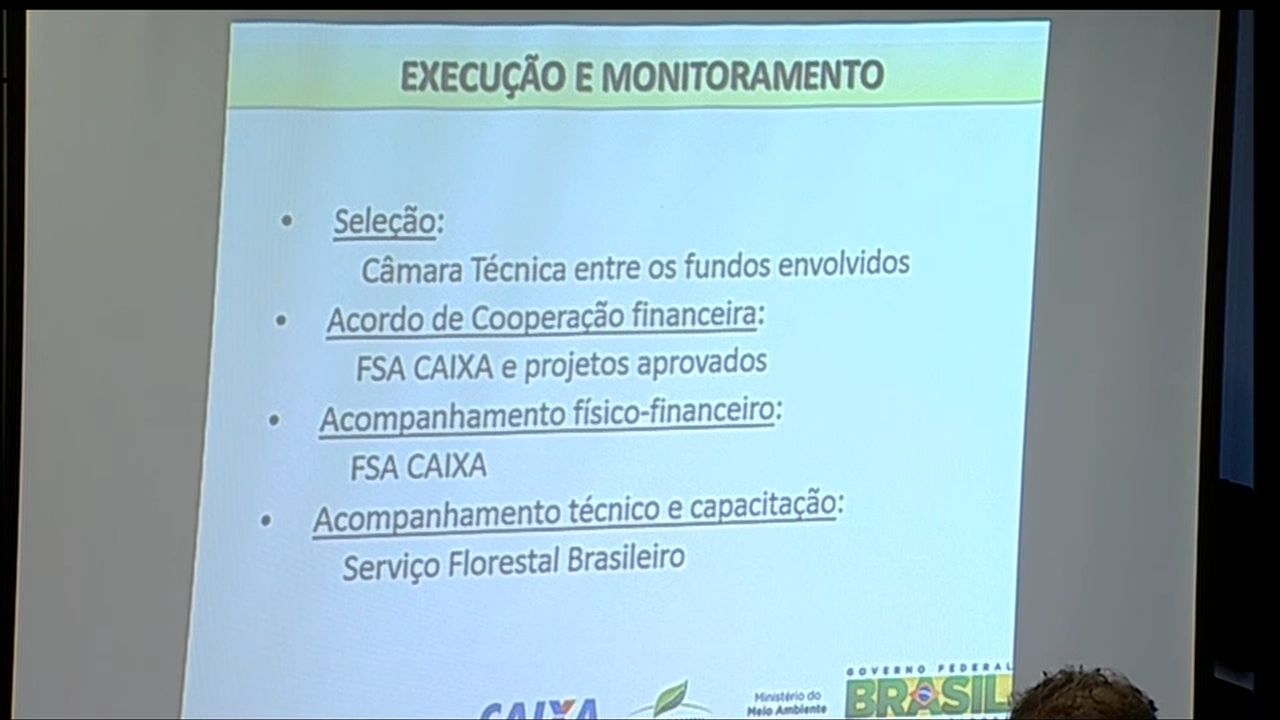 EXECUÇÃO E MONITORAMENTO
• Seleção:
Câmara Técnica entre os fundos envolvidos
• Acordo de Cooperação financeira:
FSA CAIXA e projetos aprovados
• Acompanhamento físico-financeiro:
FSA CAIXA
• Acompanhamento técnico e capacitação:
Serviço Florestal Brasileiro
CAIXA
Ministério do
Meio Ambiente
GOVERNO FEDERAL
BRASIL